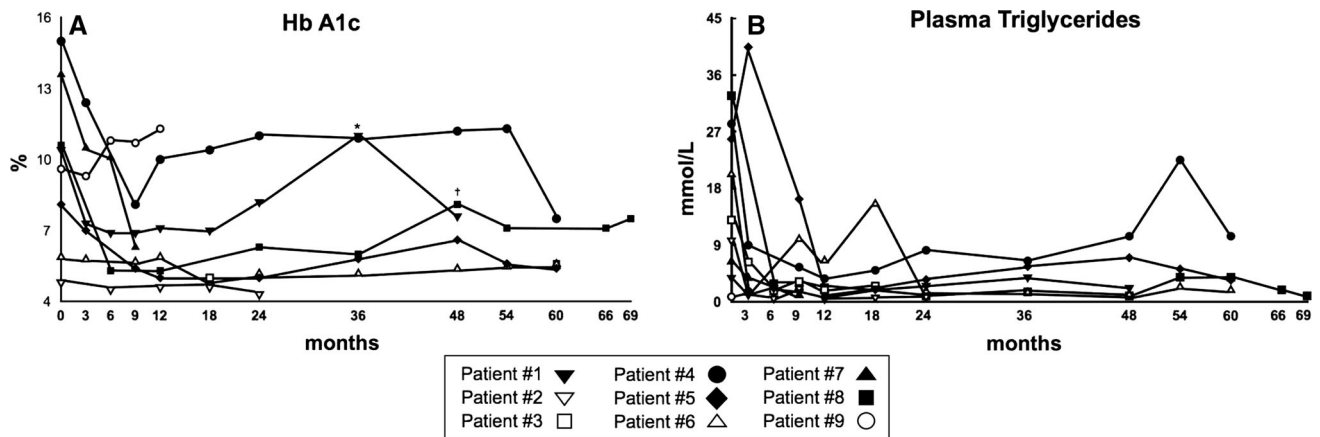 A
Hb A1c
16
13
10
7
4
%
*
†
0 3 6 9 12 18 24 36 48 54 60 66 69
months
B
Plasma Triglycerides
45
36
27
18
9
0
mmol/L
3 6 9 12 18 24 36 48 54 60 66 69
months
Patient #1 Patient #4 Patient #7
Patient #2 Patient #5 Patient #8
Patient #3 Patient #6 Patient #9